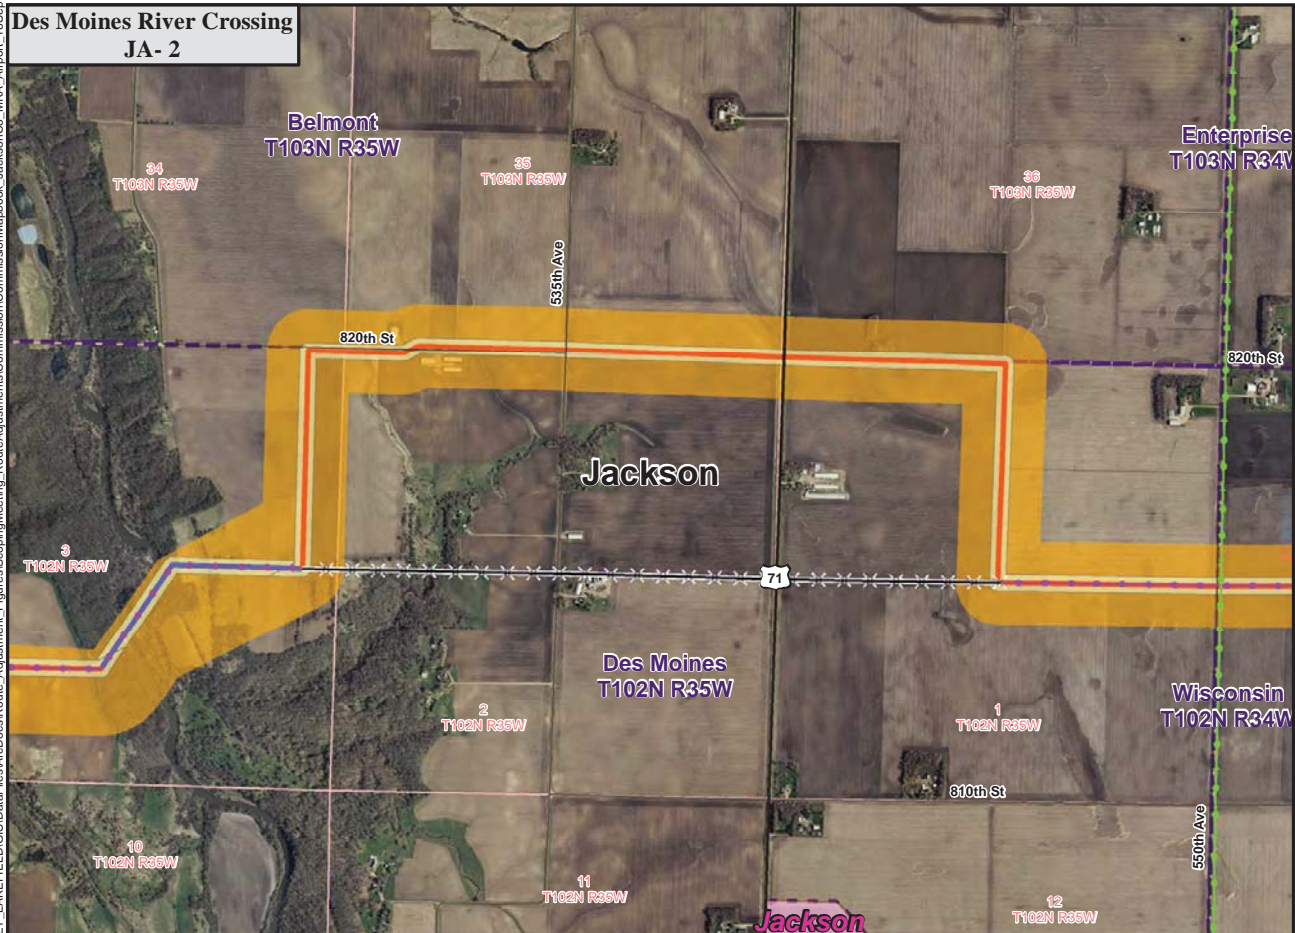 Des Moines River Crossing
JA- 2
Belmont
T103N R35W
Enterprise
T103N R34W
34
T103N R35W
35
T103N R35W
36
T103N R35W
535th Ave
820th St
820th St
Jackson
3
T102N R35W
71
Des Moines
T102N R35W
Wisconsin
T102N R34W
2
T102N R35W
1
T102N R35W
810th St
550th Ave
10
T102N R35W
11
T102N R35W
12
T102N R35W
Jackson